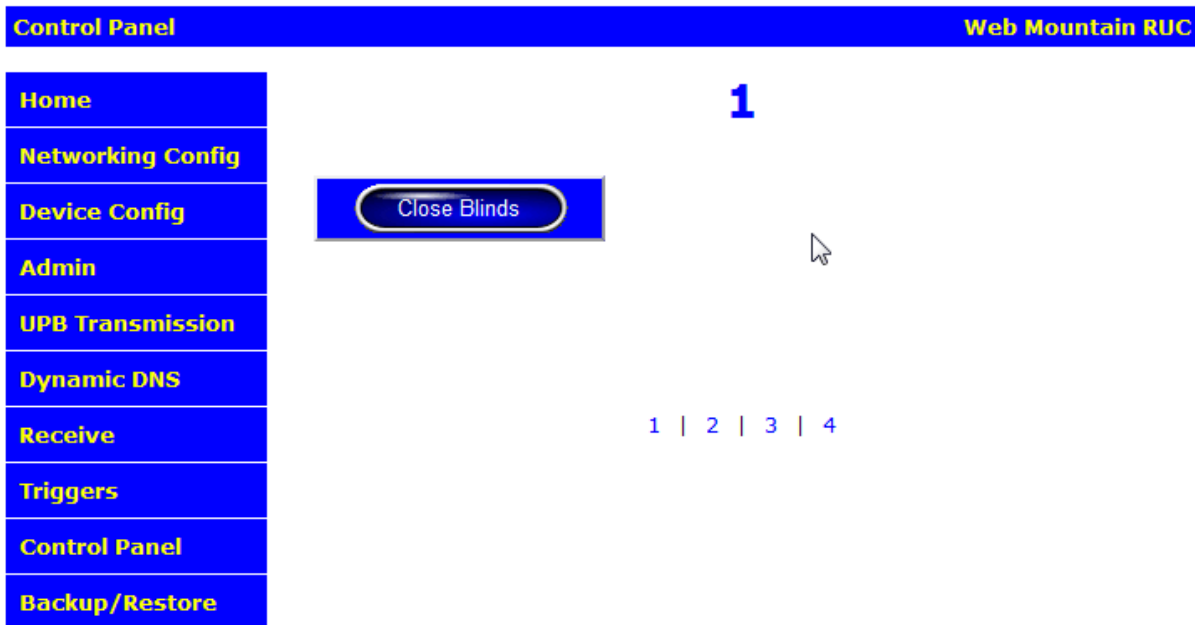 Control Panel
Web Mountain RUC
Home
Networking Config
Device Config
Admin
UPB Transmission
Dynamic DNS
Receive
Triggers
Control Panel
Backup/Restore
1
Close Blinds
1 | 2 | 3 | 4